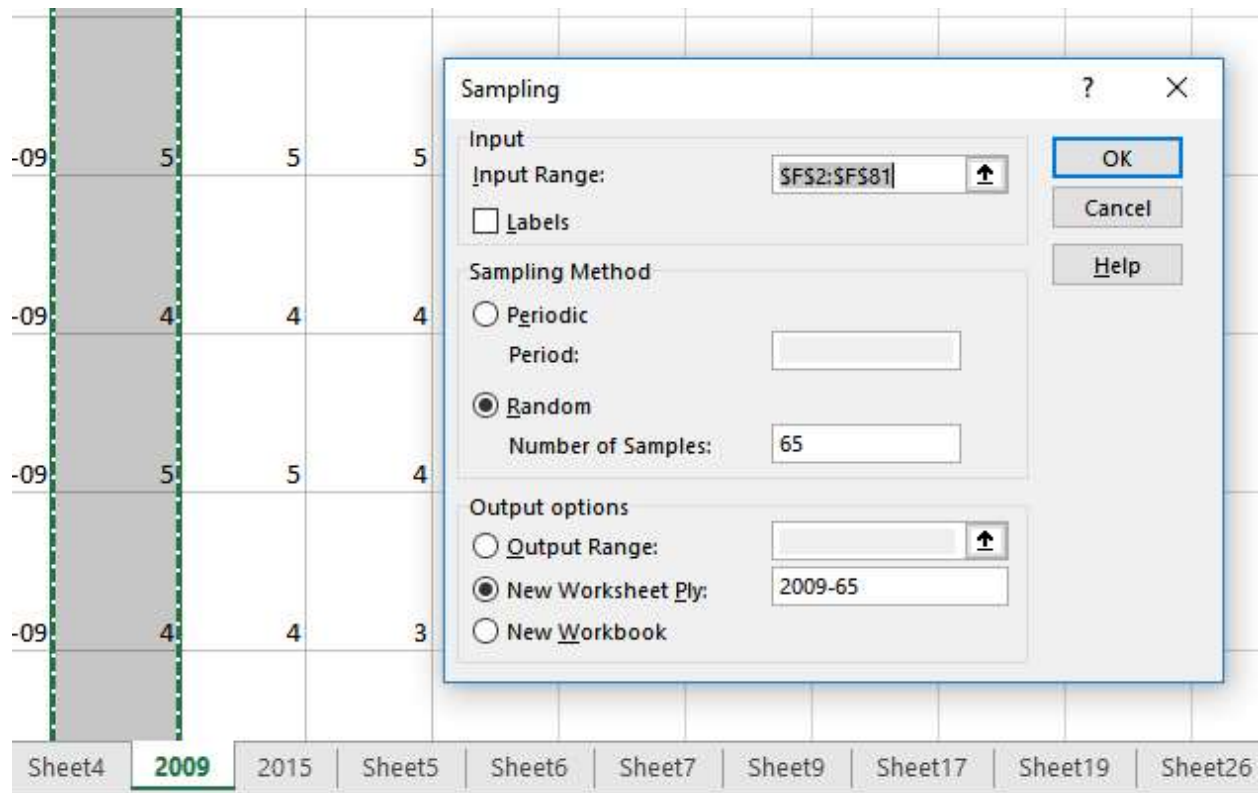 Sampling ? X
Input
Input Range: $F$2:$F$81
Labels
Sampling Method
Periodic
Period:
Random
Number of Samples: 65
Output options
Output Range:
New Worksheet Ply: 2009-65
New Workbook
OK
Cancel
Help
-09 5 5 5
-09 4 4 4
-09 5 5 4
-09 4 4 3
Sheet4 2009 2015 Sheet5 Sheet6 Sheet7 Sheet9 Sheet17 Sheet19 Sheet26